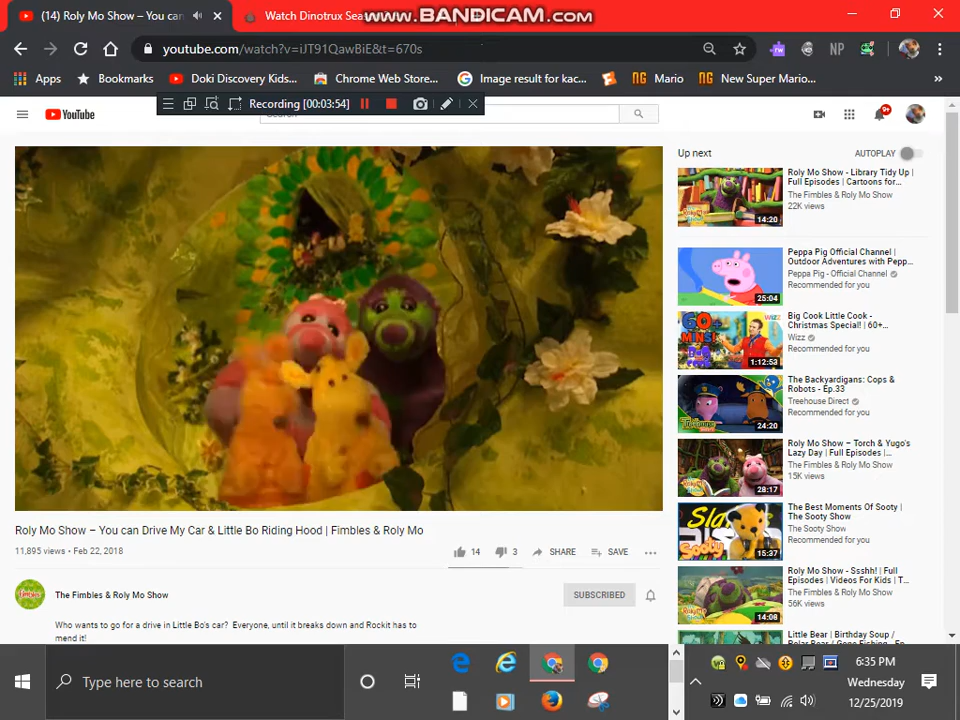 (14) Roly Mo Show – You can
Watch Dinotrux Sea
www.BANDICAM.com
youtube.com/watch?v=iJT91QawBiE&t=670s
NP
Apps
Bookmarks
Doki Discovery Kids...
Chrome Web Store...
Image result for kac...
Mario
New Super Mario...
»
Recording [00:03:54]
YouTube
Search
9+
Up next
AUTOPLAY
Roly Mo Show - Library Tidy Up |
Full Episodes | Cartoons for...
The Fimbles & Roly Mo Show
22K views
14:20
Peppa Pig Official Channel |
Outdoor Adventures with Pepp...
Peppa Pig - Official Channel
Recommended for you
25:04
Big Cook Little Cook -
Christmas Special! | 60+...
Wizz
Recommended for you
60+
MINS!
1:12:53
The Backyardigans: Cops &
Robots - Ep.33
Treehouse Direct
Recommended for you
24:20
Roly Mo Show – Torch & Yugo's
Lazy Day | Full Episodes |...
The Fimbles & Roly Mo Show
15K views
28:17
The Best Moments Of Sooty |
The Sooty Show
The Sooty Show
Recommended for you
15:37
Roly Mo Show - Ssshh! | Full
Episodes | Videos For Kids | T...
The Fimbles & Roly Mo Show
56K views
14:08
Little Bear | Birthday Soup /
Roly Mo Show – You can Drive My Car & Little Bo Riding Hood | Fimbles & Roly Mo
11,895 views • Feb 22, 2018
14
3
SHARE
SAVE
The Fimbles & Roly Mo Show
SUBSCRIBED
Who wants to go for a drive in Little Bo's car? Everyone, until it breaks down and Rockit has to
mend it!
Type here to search
6:35 PM
Wednesday
12/25/2019